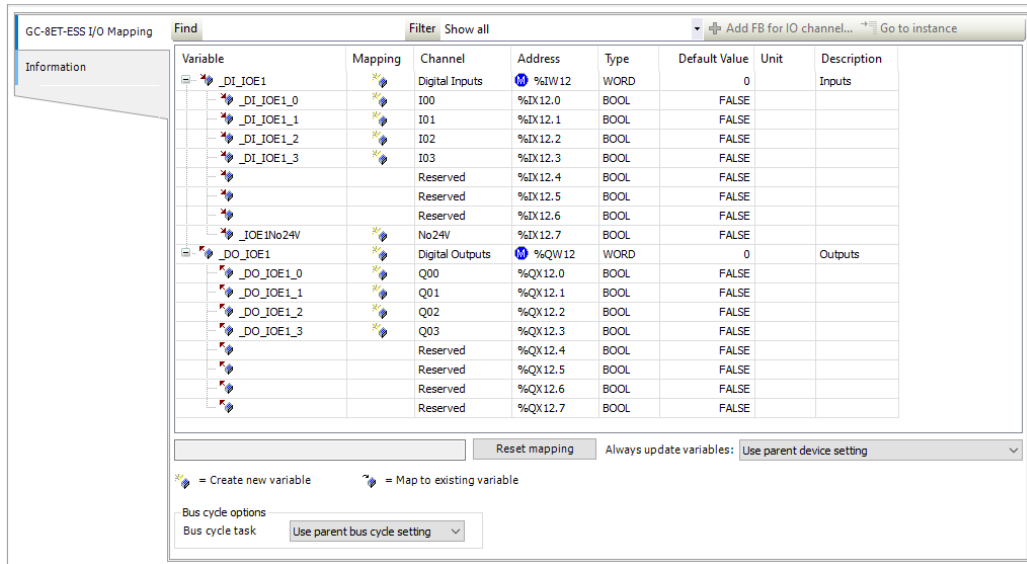 GC-8ET-ESS I/O Mapping
Information
Find Filter Show all Add FB for IO channel... Go to instance
Variable Mapping Channel Address Type Default Value Unit Description
_DI_IOE1 Digital Inputs M %IW12 WORD 0 Inputs
_DI_IOE1_0 I00 %IX12.0 BOOL FALSE
_DI_IOE1_1 I01 %IX12.1 BOOL FALSE
_DI_IOE1_2 I02 %IX12.2 BOOL FALSE
_DI_IOE1_3 I03 %IX12.3 BOOL FALSE
Reserved %IX12.4 BOOL FALSE
Reserved %IX12.5 BOOL FALSE
Reserved %IX12.6 BOOL FALSE
_IOE1No24V No24V %IX12.7 BOOL FALSE
_DO_IOE1 Digital Outputs M %QW12 WORD 0 Outputs
_DO_IOE1_0 Q00 %QX12.0 BOOL FALSE
_DO_IOE1_1 Q01 %QX12.1 BOOL FALSE
_DO_IOE1_2 Q02 %QX12.2 BOOL FALSE
_DO_IOE1_3 Q03 %QX12.3 BOOL FALSE
Reserved %QX12.4 BOOL FALSE
Reserved %QX12.5 BOOL FALSE
Reserved %QX12.6 BOOL FALSE
Reserved %QX12.7 BOOL FALSE
Reset mapping Always update variables: Use parent device setting
= Create new variable = Map to existing variable
Bus cycle options
Bus cycle task Use parent bus cycle setting